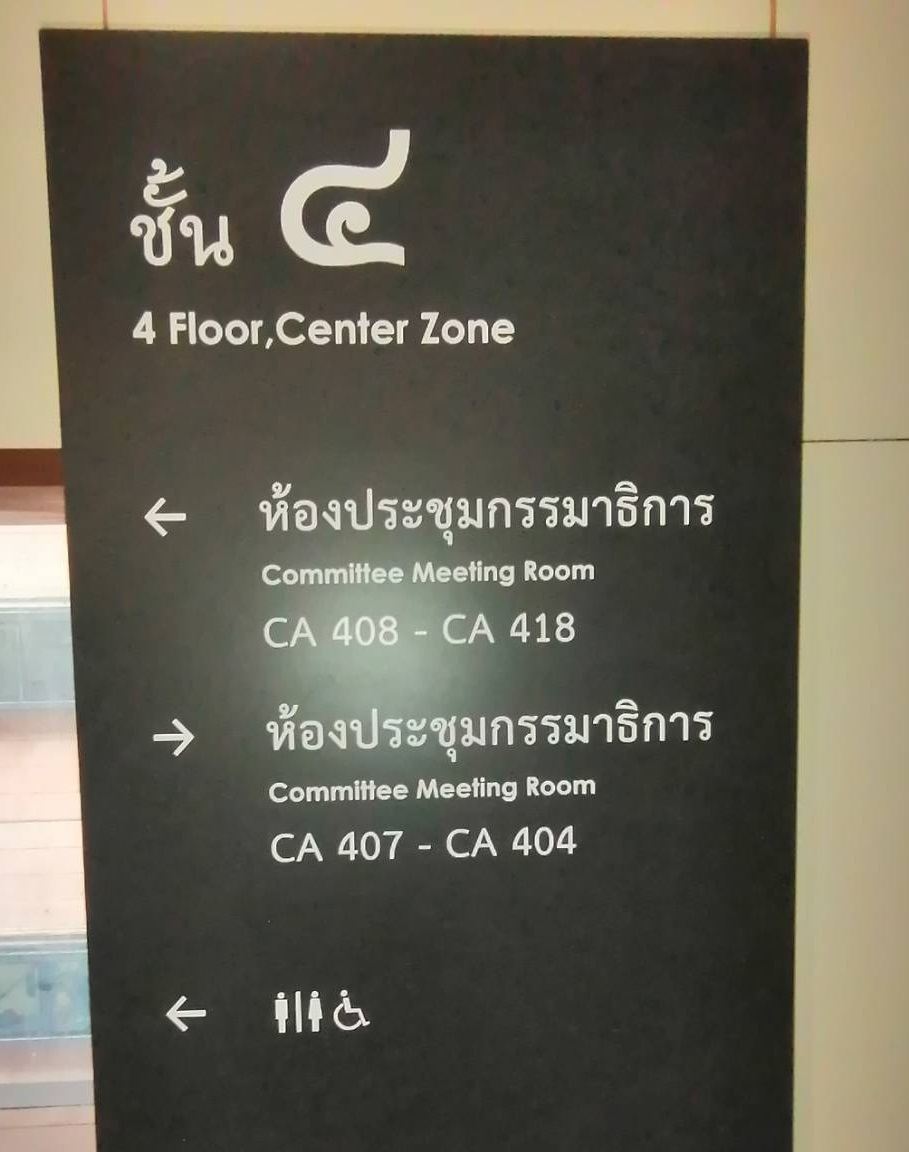 ชั้น ๔
4 Floor,Center Zone
← ห้องประชุมกรรมาธิการ
Committee Meeting Room
CA 408 - CA 418
→ ห้องประชุมกรรมาธิการ
Committee Meeting Room
CA 407 - CA 404
←